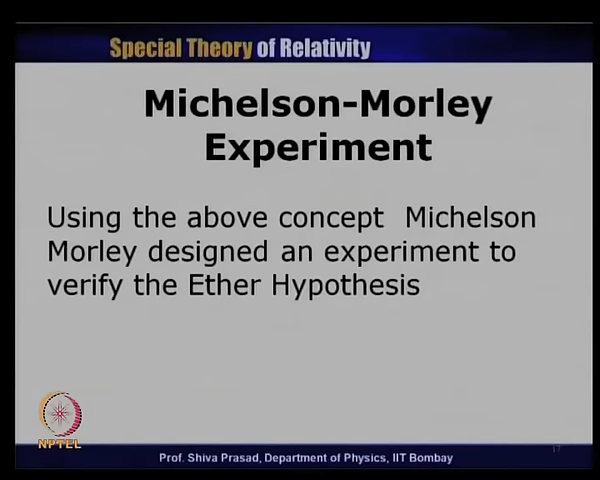 Special Theory of Relativity
Michelson-Morley
Experiment
Using the above concept Michelson
Morley designed an experiment to
verify the Ether Hypothesis
NPTEL
17
Prof. Shiva Prasad, Department of Physics, IIT Bombay